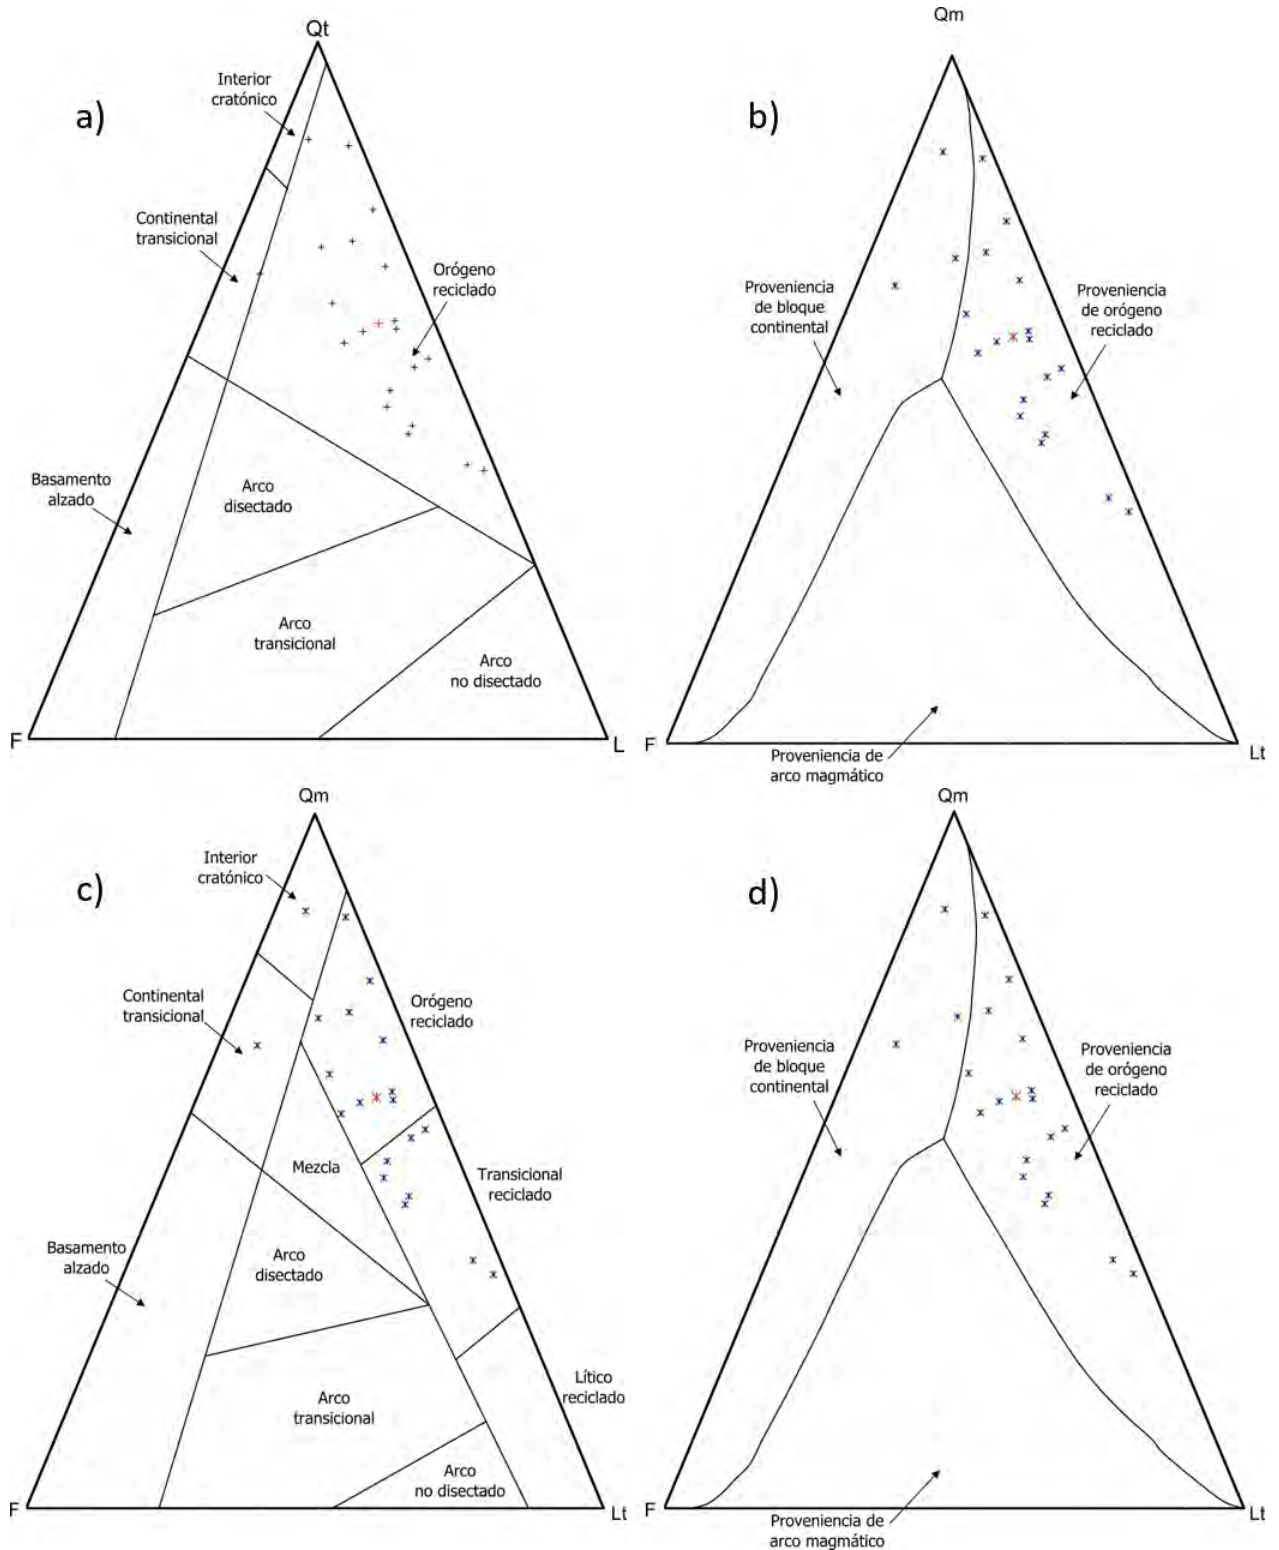 Qt
a)
Interior
cratónico
Continental
transicional
Orógeno
reciclado
Basamento
alzado
Arco
disectado
Arco
transicional
Arco
no disectado
F
L
Qm
b)
Proveniencia
de bloque
continental
Proveniencia
de orógeno
reciclado
F
Lt
Proveniencia de
arco magmático
Qm
c)
Interior
cratónico
Continental
transicional
Orógeno
reciclado
Mezcla
Transicional
reciclado
Basamento
alzado
Arco
disectado
Arco
transicional
Lítico
reciclado
Arco
no disectado
F
Lt
Qm
d)
Proveniencia
de bloque
continental
Proveniencia
de orógeno
reciclado
F
Lt
Proveniencia de
arco magmático